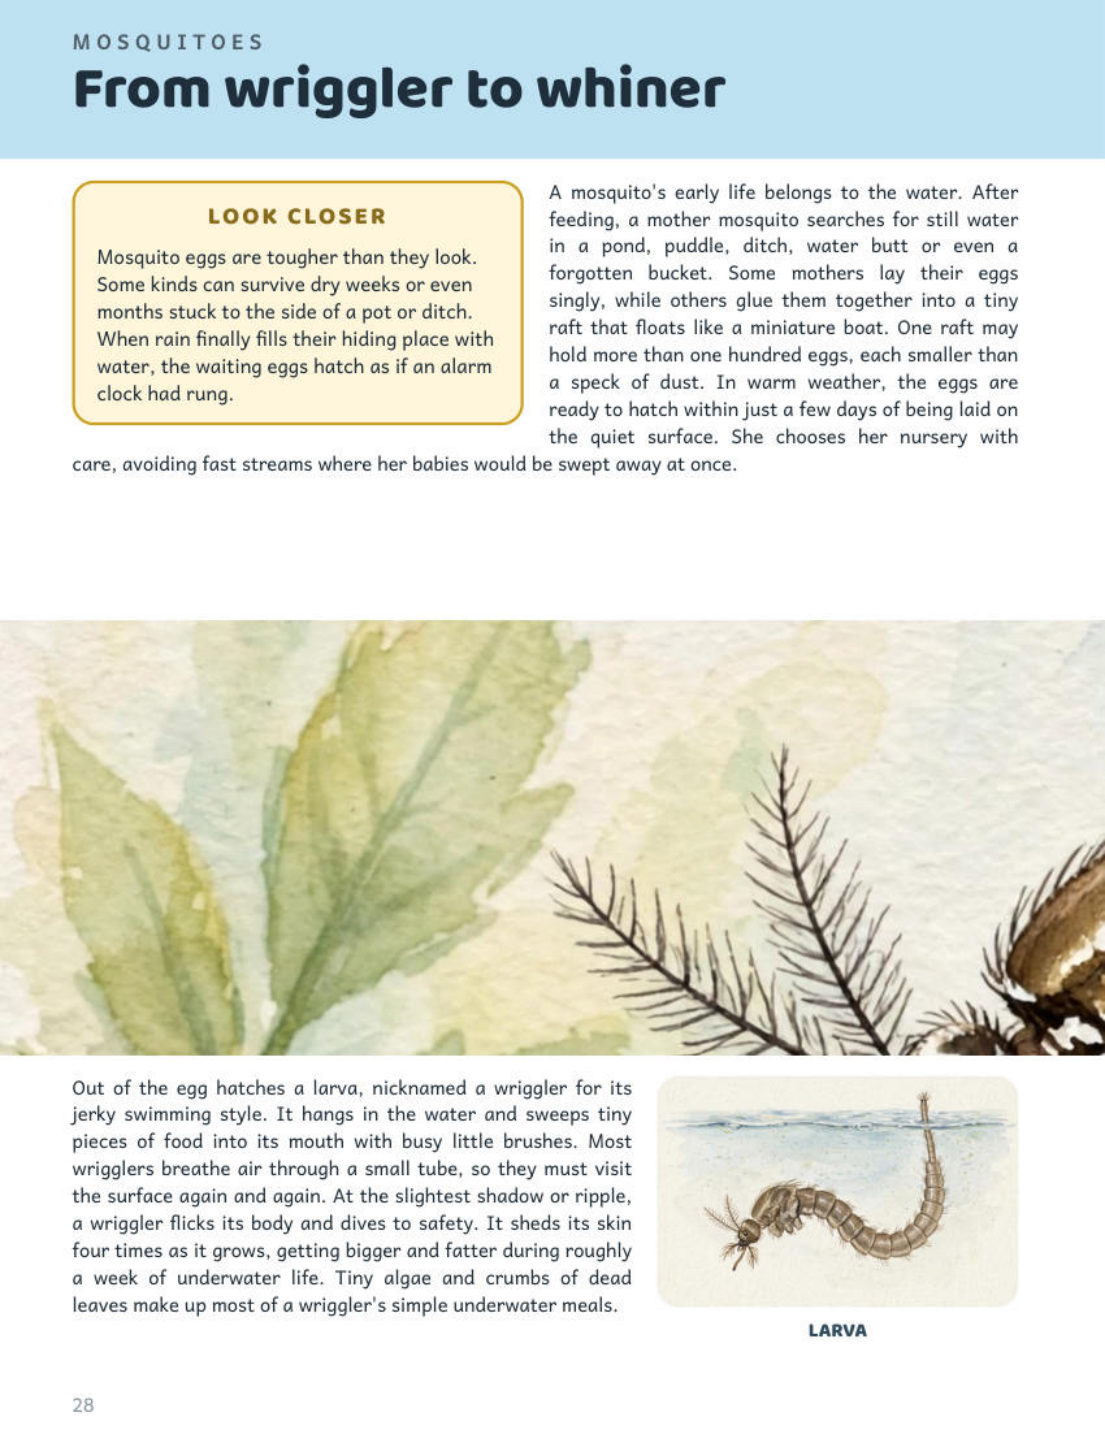 MOSQUITOES
From wriggler to whiner
LOOK CLOSER
Mosquito eggs are tougher than they look.
Some kinds can survive dry weeks or even
months stuck to the side of a pot or ditch.
When rain finally fills their hiding place with
water, the waiting eggs hatch as if an alarm
clock had rung.
A mosquito's early life belongs to the water. After
feeding, a mother mosquito searches for still water
in a pond, puddle, ditch, water butt or even a
forgotten bucket. Some mothers lay their eggs
singly, while others glue them together into a tiny
raft that floats like a miniature boat. One raft may
hold more than one hundred eggs, each smaller than
a speck of dust. In warm weather, the eggs are
ready to hatch within just a few days of being laid on
the quiet surface. She chooses her nursery with
care, avoiding fast streams where her babies would be swept away at once.
Out of the egg hatches a larva, nicknamed a wriggler for its
jerky swimming style. It hangs in the water and sweeps tiny
pieces of food into its mouth with busy little brushes. Most
wrigglers breathe air through a small tube, so they must visit
the surface again and again. At the slightest shadow or ripple,
a wriggler flicks its body and dives to safety. It sheds its skin
four times as it grows, getting bigger and fatter during roughly
a week of underwater life. Tiny algae and crumbs of dead
leaves make up most of a wriggler's simple underwater meals.
LARVA
28